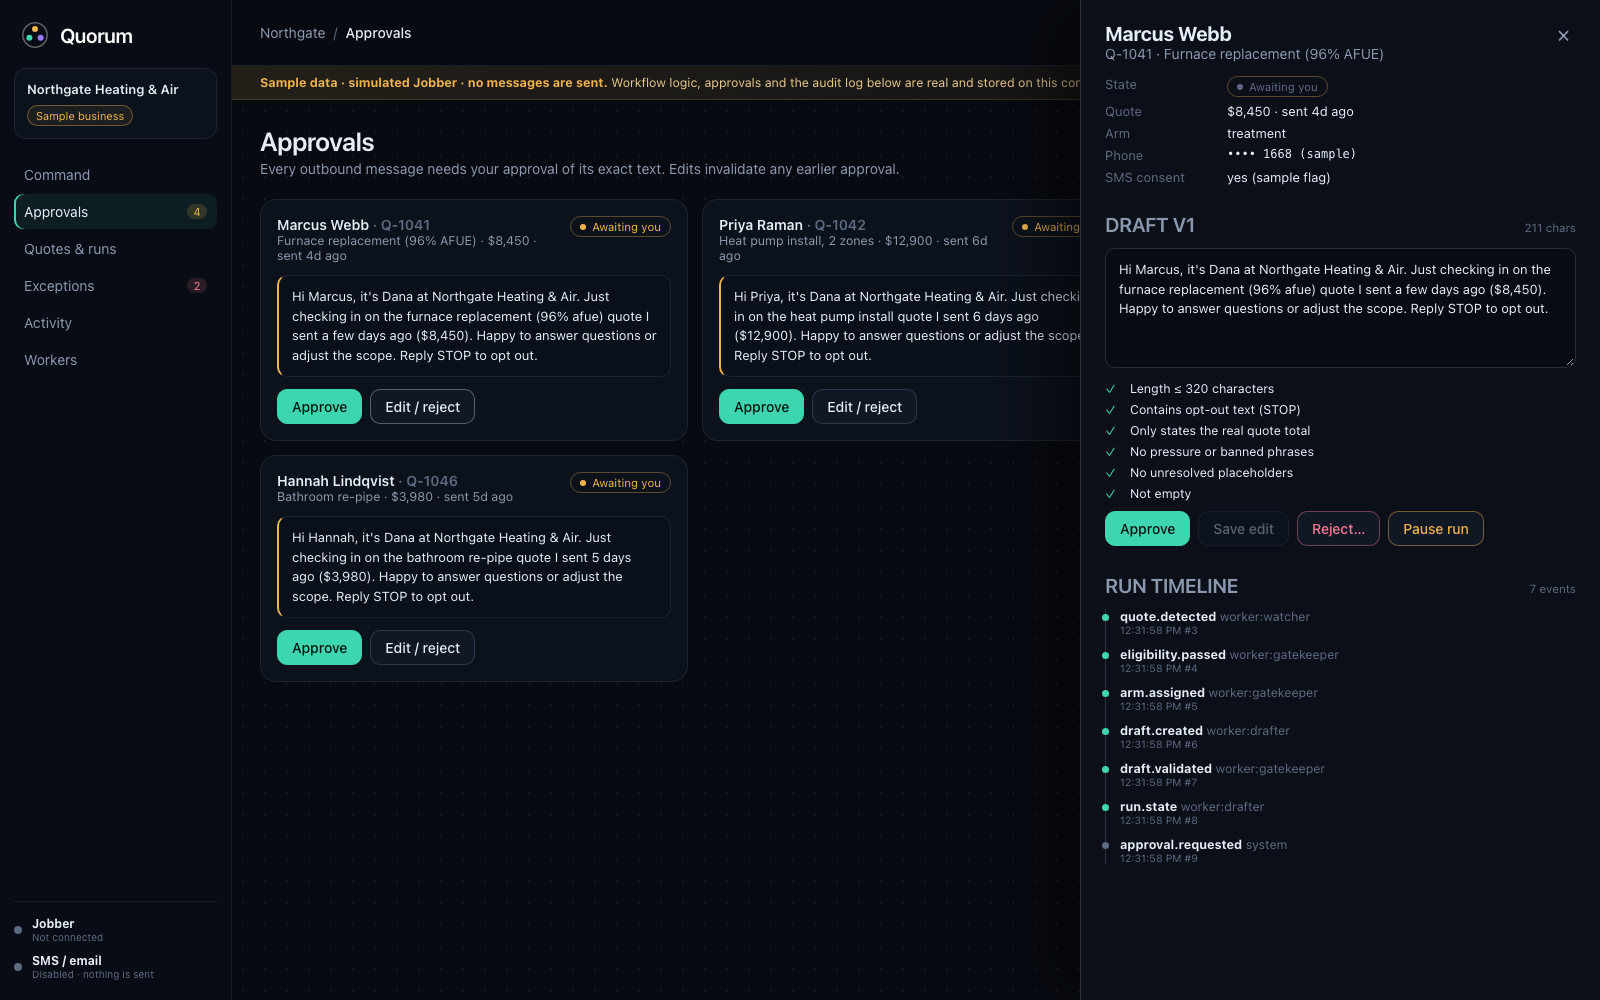 Quorum
Northgate Heating & Air
Sample business
Command
Approvals 4
Quotes & runs
Exceptions 2
Activity
Workers
Jobber
Not connected
SMS / email
Disabled · nothing is sent
Northgate / Approvals
Sample data · simulated Jobber · no messages are sent. Workflow logic, approvals and the audit log below are real and stored on this
Approvals
Every outbound message needs your approval of its exact text. Edits invalidate any earlier approval.
Marcus Webb · Q-1041
Awaiting you
Furnace replacement (96% AFUE) · $8,450 ·
sent 4d ago
Hi Marcus, it's Dana at Northgate Heating & Air. Just
checking in on the furnace replacement (96% afue) quote I
sent a few days ago ($8,450). Happy to answer questions or
adjust the scope. Reply STOP to opt out.
Approve
Edit / reject
Priya Raman · Q-1042
Awaiting
Heat pump install, 2 zones · $12,900 · sent 6d
ago
Hi Priya, it's Dana at Northgate Heating & Air. Just checki
in on the heat pump install quote I sent 6 days ago
($12,900). Happy to answer questions or adjust the scope
Reply STOP to opt out.
Approve
Edit / reject
Hannah Lindqvist · Q-1046
Awaiting you
Bathroom re-pipe · $3,980 · sent 5d ago
Hi Hannah, it's Dana at Northgate Heating & Air. Just
checking in on the bathroom re-pipe quote I sent 5 days
ago ($3,980). Happy to answer questions or adjust the
scope. Reply STOP to opt out.
Approve
Edit / reject
Marcus Webb
Q-1041 · Furnace replacement (96% AFUE)
State Awaiting you
Quote $8,450 · sent 4d ago
Arm treatment
Phone •••• 1668 (sample)
SMS consent yes (sample flag)
DRAFT V1 211 chars
Hi Marcus, it's Dana at Northgate Heating & Air. Just checking in on the
furnace replacement (96% afue) quote I sent a few days ago ($8,450).
Happy to answer questions or adjust the scope. Reply STOP to opt out.
✓ Length ≤ 320 characters
✓ Contains opt-out text (STOP)
✓ Only states the real quote total
✓ No pressure or banned phrases
✓ No unresolved placeholders
✓ Not empty
Approve
Save edit
Reject...
Pause run
RUN TIMELINE 7 events
quote.detected worker:watcher
12:31:58 PM #3
eligibility.passed worker:gatekeeper
12:31:58 PM #4
arm.assigned worker:gatekeeper
12:31:58 PM #5
draft.created worker:drafter
12:31:58 PM #6
draft.validated worker:gatekeeper
12:31:58 PM #7
run.state worker:drafter
12:31:58 PM #8
approval.requested system
12:31:58 PM #9